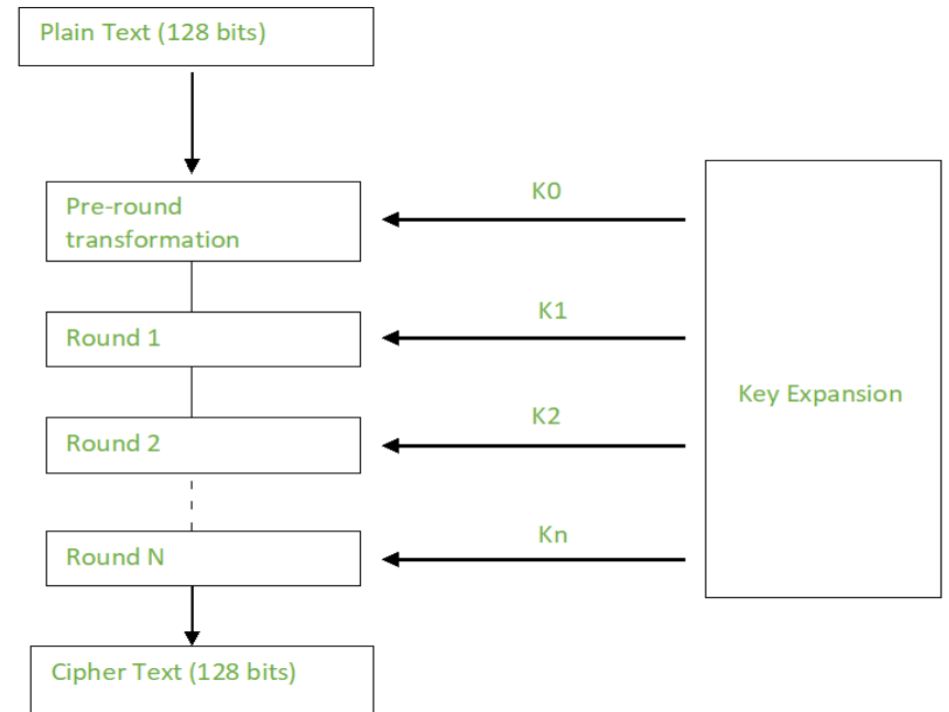 Plain Text (128 bits)
Pre-round
transformation
K0
Round 1
K1
Key Expansion
Round 2
K2
Round N
Kn
Cipher Text (128 bits)